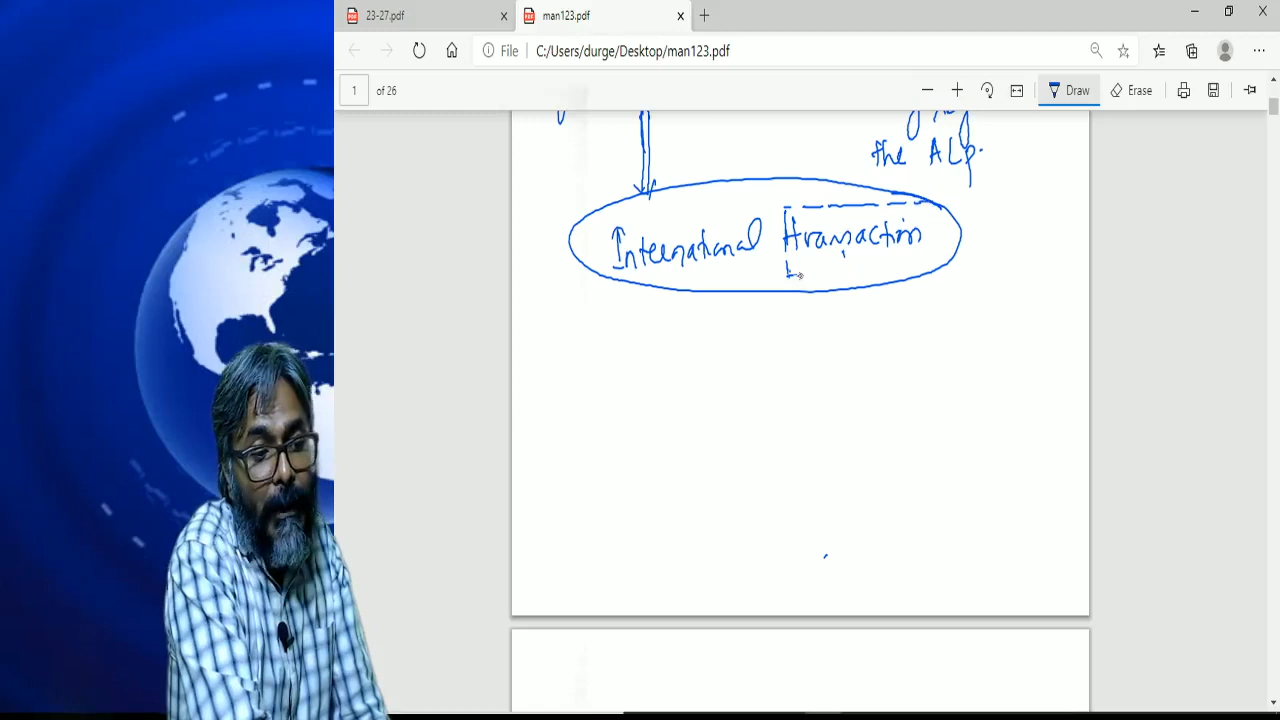 23-27.pdf
man123.pdf
File C:/Users/durge/Desktop/man123.pdf
1 of 26
Draw
Erase
the ALP.
International transaction